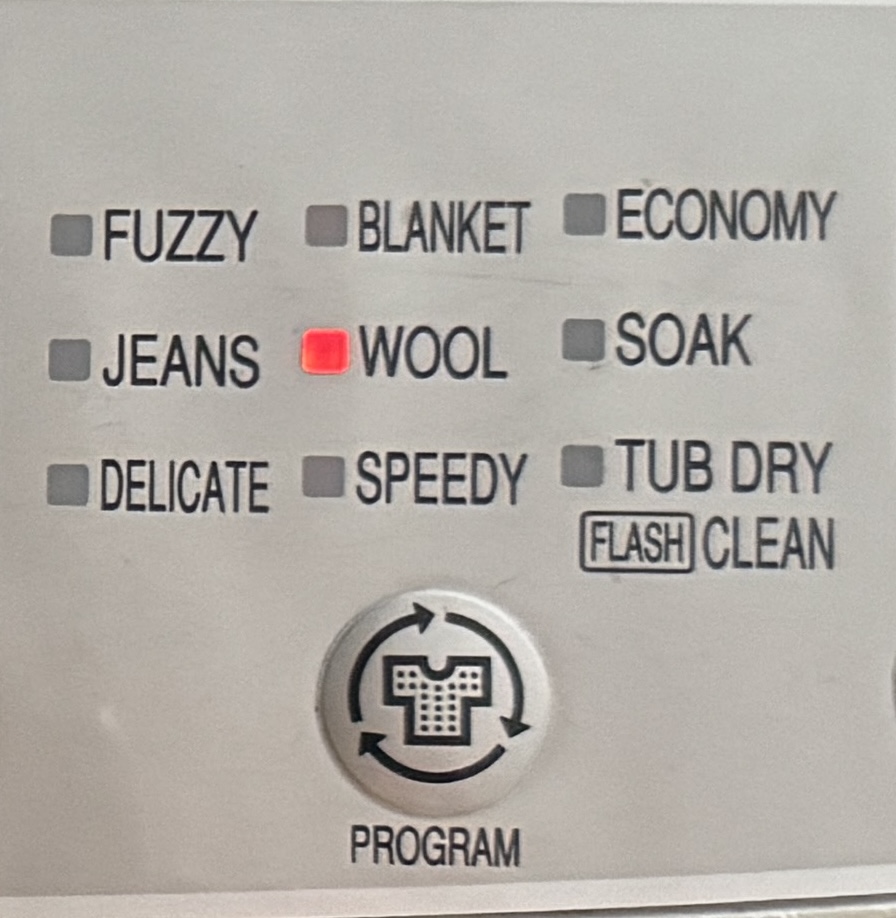 FUZZY BLANKET ECONOMY
JEANS WOOL SOAK
DELICATE SPEEDY TUB DRY
FLASH CLEAN
PROGRAM